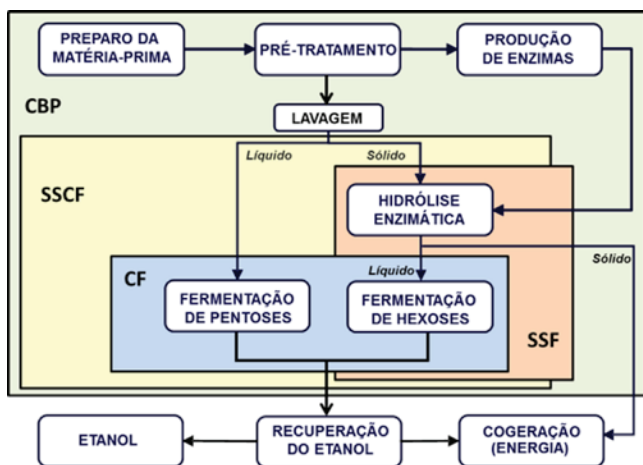 PREPARO DA
MATÉRIA-PRIMA
PRÉ-TRATAMENTO
PRODUÇÃO
DE ENZIMAS
CBP
LAVAGEM
Líquido
Sólido
SSCF
HIDRÓLISE
ENZIMÁTICA
CF
Líquido
Sólido
FERMENTAÇÃO
DE PENTOSES
FERMENTAÇÃO
DE HEXOSES
SSF
ETANOL
RECUPERAÇÃO
DO ETANOL
COGERAÇÃO
(ENERGIA)